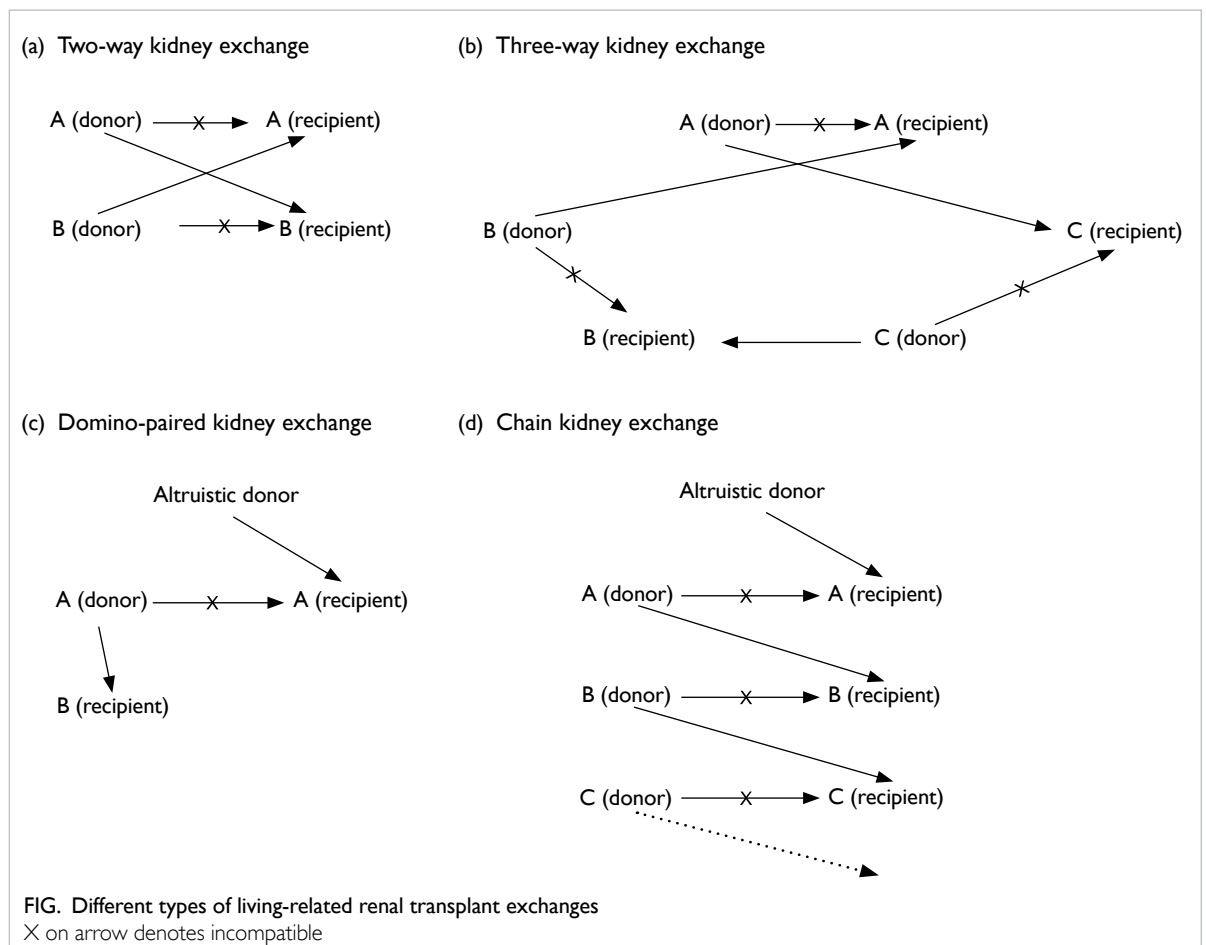 (a) Two-way kidney exchange
A (donor) X A (recipient)
B (donor) X B (recipient)
(b) Three-way kidney exchange
A (donor) X A (recipient)
B (donor) C (recipient)
X X
B (recipient) C (donor)
(c) Domino-paired kidney exchange
Altruistic donor
A (donor) X A (recipient)
B (recipient)
(d) Chain kidney exchange
Altruistic donor
A (donor) X A (recipient)
B (donor) X B (recipient)
C (donor) X C (recipient)
FIG. Different types of living-related renal transplant exchanges
X on arrow denotes incompatible